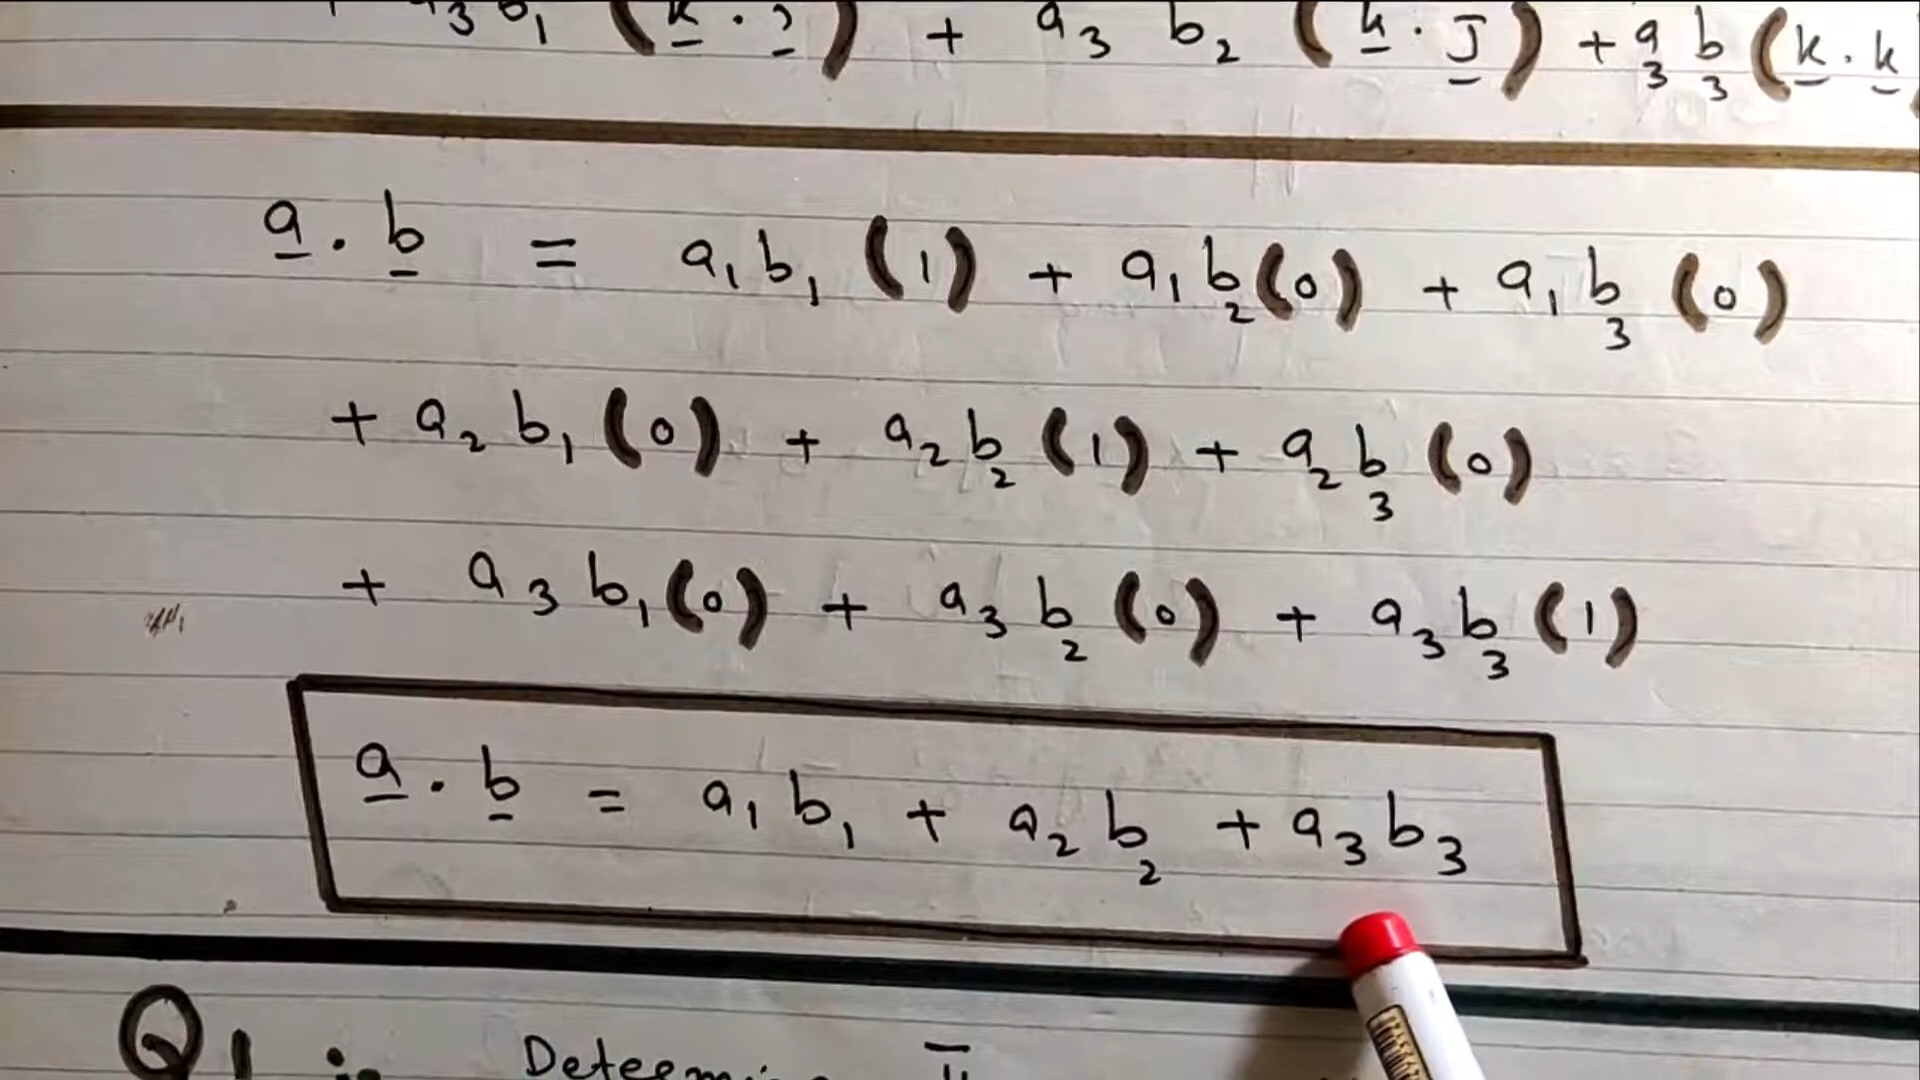 a₃ b₁ (k . i) + a₃ b₂ (k . J) + a₃ b₃ (k . k
a . b = a₁ b₁ (1) + a₁ b₂ (0) + a₁ b₃ (0)
+ a₂ b₁ (0) + a₂ b₂ (1) + a₂ b₃ (0)
+ a₃ b₁ (0) + a₃ b₂ (0) + a₃ b₃ (1)
a . b = a₁ b₁ + a₂ b₂ + a₃ b₃
Q1